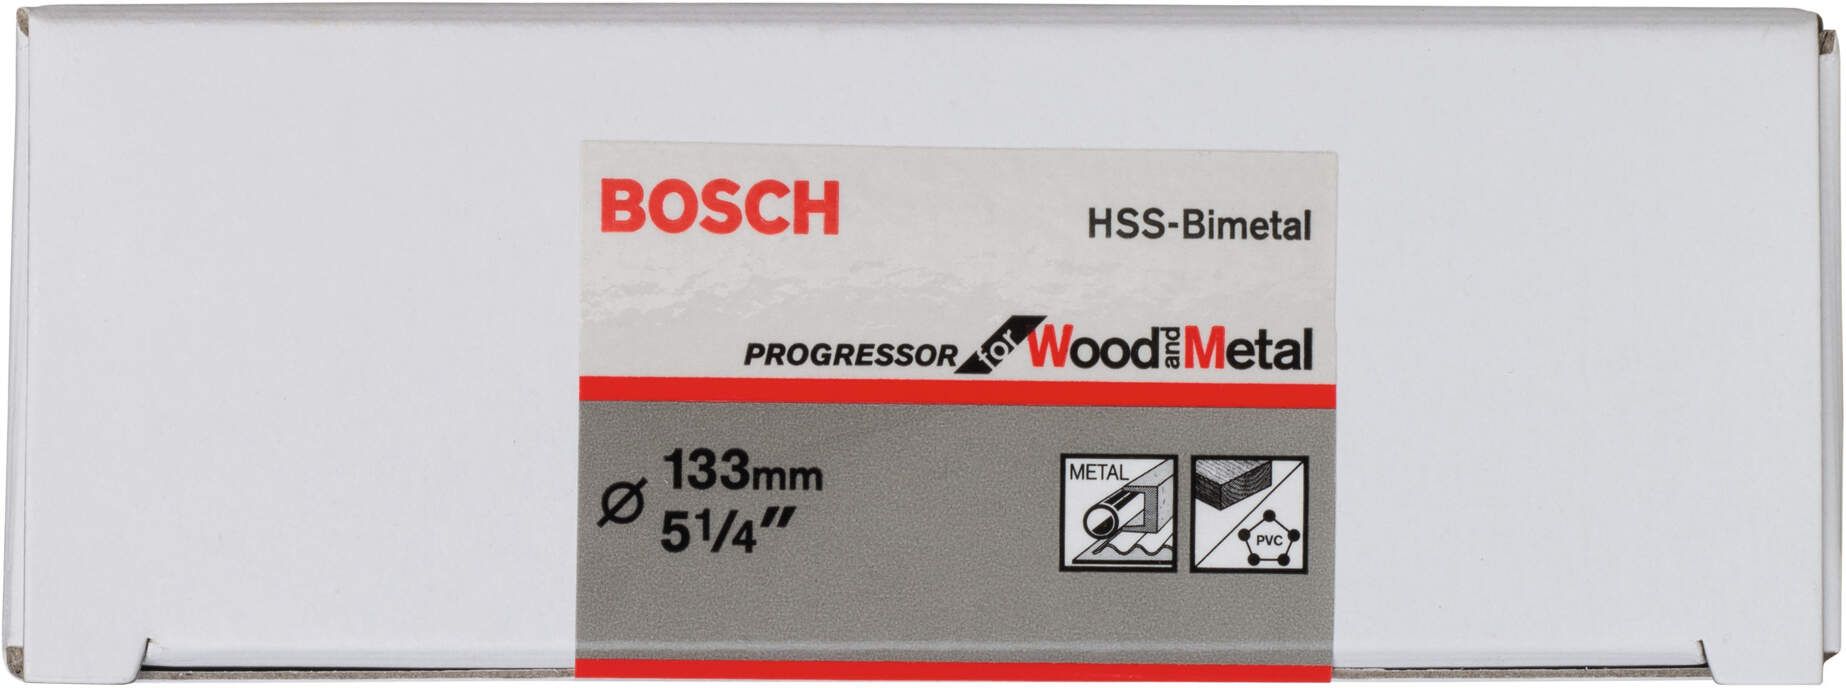 BOSCH
HSS-Bimetal
PROGRESSOR for Wood and Metal
Ø 133mm
5 1/4"
METAL
PVC